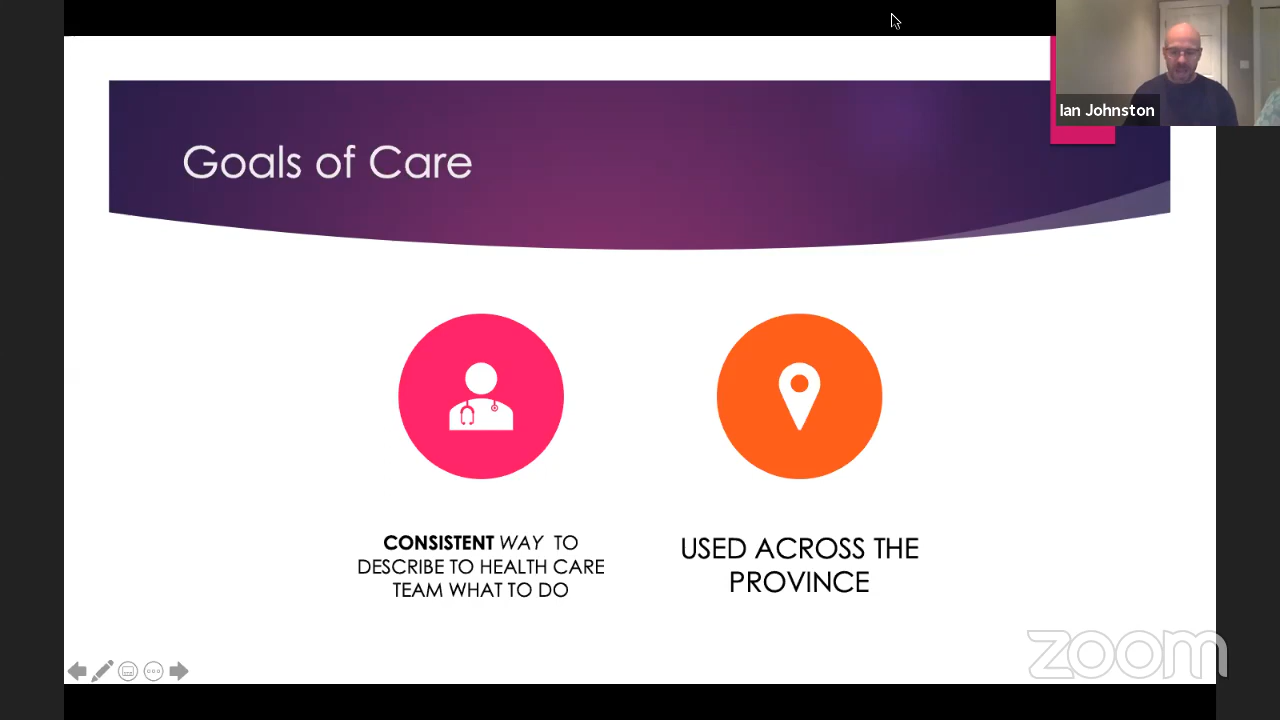 Ian Johnston
Goals of Care
CONSISTENT WAY TO
DESCRIBE TO HEALTH CARE
TEAM WHAT TO DO
USED ACROSS THE
PROVINCE
zoom